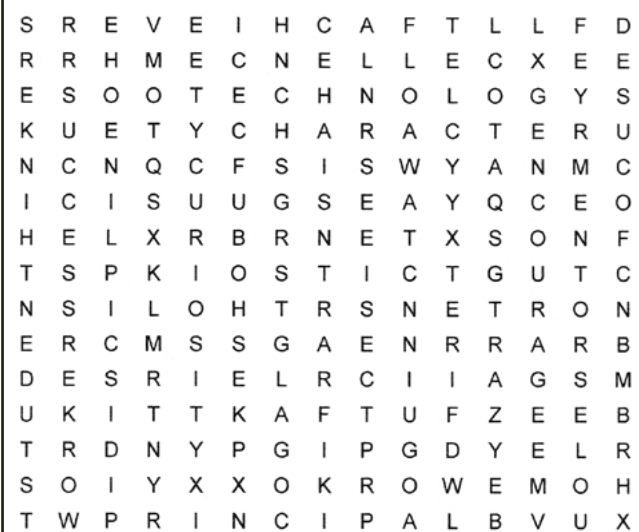 S R E V E I H C A F T L L F D
R R H M E C N E L L E C X E E
E S O O T E C H N O L O G Y S
K U E T Y C H A R A C T E R U
N C N Q C F S I S W Y A N M C
I C I S U U G S E A Y Q C E O
H E L X R B R N E T X S O N F
T S P K I O S T I C T G U T C
N S I L O H T R S N E T R O N
E R C M S S G A E N R R A R B
D E S R I E L R C I I A G S M
U K I T T K A F T U F Z E E B
T R D N Y P G I P G D Y E L R
S O I Y X X O K R O W E M O H
T W P R I N C I P A L B V U X